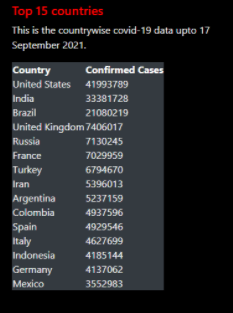 Top 15 countries
This is the countrywise covid-19 data upto 17
September 2021.
Country Confirmed Cases
United States 41993789
India 33381728
Brazil 21080219
United Kingdom 7406017
Russia 7130245
France 7029959
Turkey 6794670
Iran 5396013
Argentina 5237159
Colombia 4937596
Spain 4929546
Italy 4627699
Indonesia 4185144
Germany 4137062
Mexico 3552983